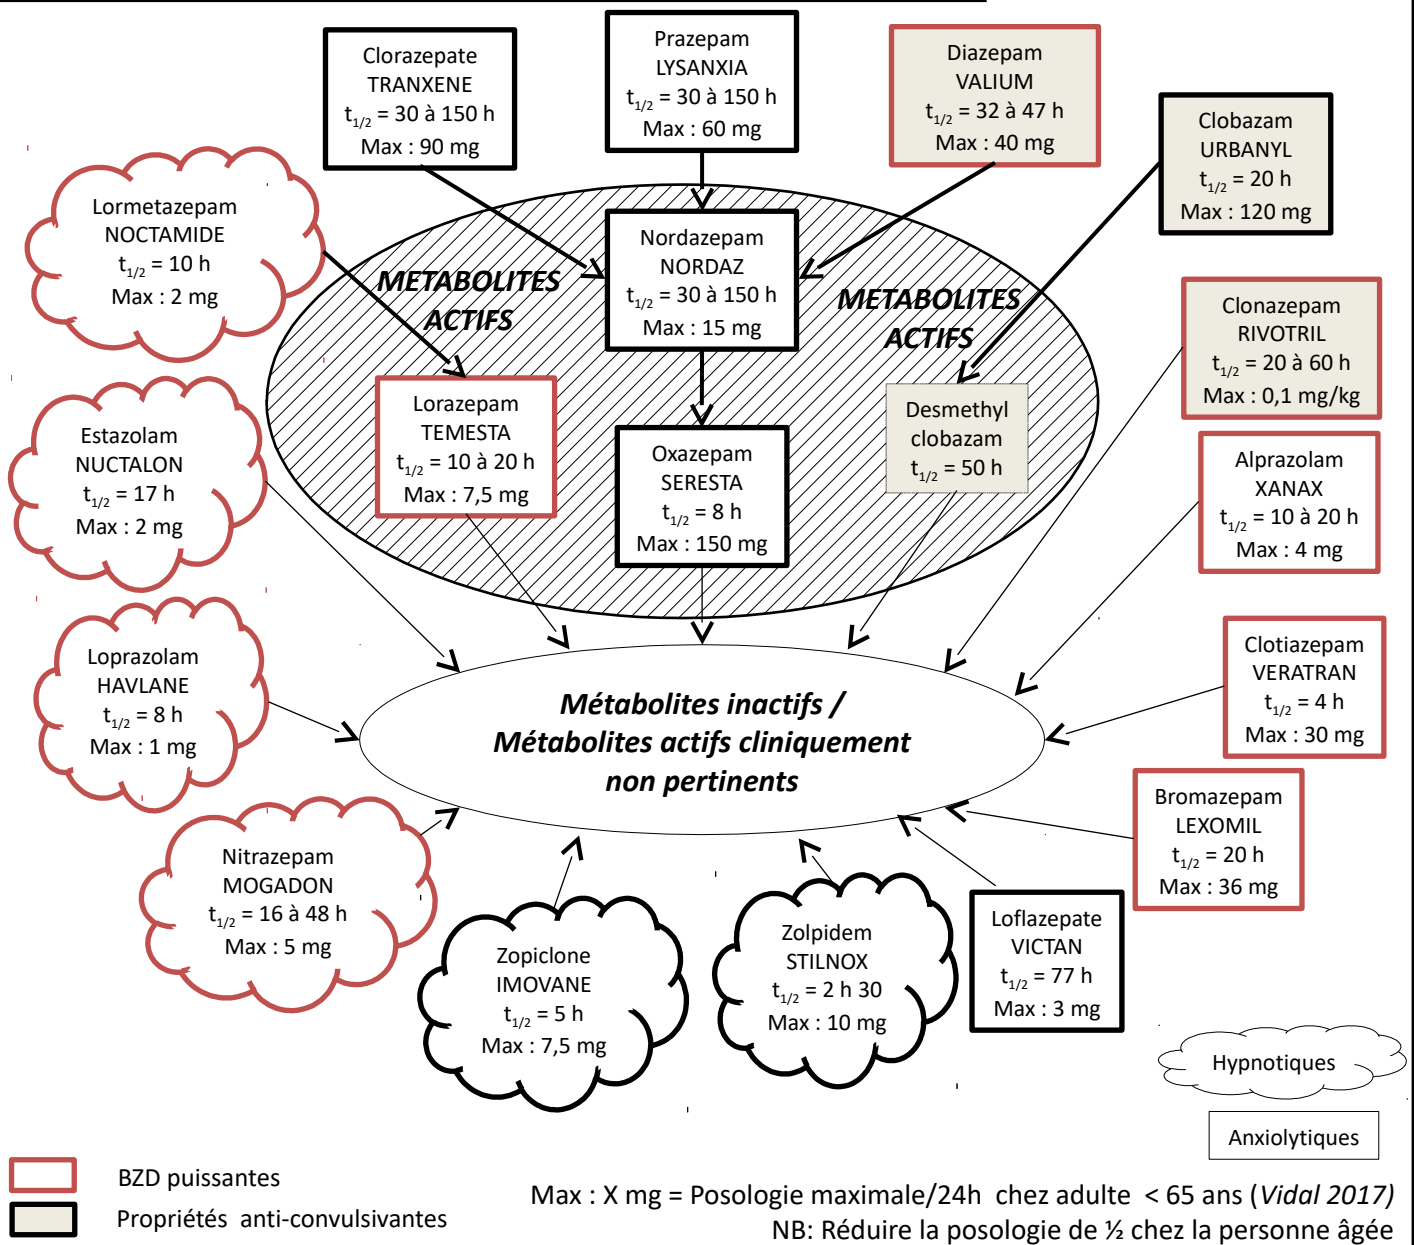 Clorazepate
TRANXENE
t1/2 = 30 à 150 h
Max : 90 mg
Prazepam
LYSANXIA
t1/2 = 30 à 150 h
Max : 60 mg
Diazepam
VALIUM
t1/2 = 32 à 47 h
Max : 40 mg
Clobazam
URBANYL
t1/2 = 20 h
Max : 120 mg
Lormetazepam
NOCTAMIDE
t1/2 = 10 h
Max : 2 mg
METABOLITES
ACTIFS
Nordazepam
NORDAZ
t1/2 = 30 à 150 h
Max : 15 mg
METABOLITES
ACTIFS
Clonazepam
RIVOTRIL
t1/2 = 20 à 60 h
Max : 0,1 mg/kg
Estazolam
NUCTALON
t1/2 = 17 h
Max : 2 mg
Lorazepam
TEMESTA
t1/2 = 10 à 20 h
Max : 7,5 mg
Oxazepam
SERESTA
t1/2 = 8 h
Max : 150 mg
Desmethyl
clobazam
t1/2 = 50 h
Alprazolam
XANAX
t1/2 = 10 à 20 h
Max : 4 mg
Loprazolam
HAVLANE
t1/2 = 8 h
Max : 1 mg
Métabolites inactifs /
Métabolites actifs cliniquement
non pertinents
Clotiazepam
VERATRAN
t1/2 = 4 h
Max : 30 mg
Bromazepam
LEXOMIL
t1/2 = 20 h
Max : 36 mg
Nitrazepam
MOGADON
t1/2 = 16 à 48 h
Max : 5 mg
Zopiclone
IMOVANE
t1/2 = 5 h
Max : 7,5 mg
Zolpidem
STILNOX
t1/2 = 2 h 30
Max : 10 mg
Loflazepate
VICTAN
t1/2 = 77 h
Max : 3 mg
Hypnotiques
Anxiolytiques
BZD puissantes
Propriétés anti-convulsivantes
Max : X mg = Posologie maximale/24h chez adulte < 65 ans (Vidal 2017)
NB: Réduire la posologie de ½ chez la personne âgée